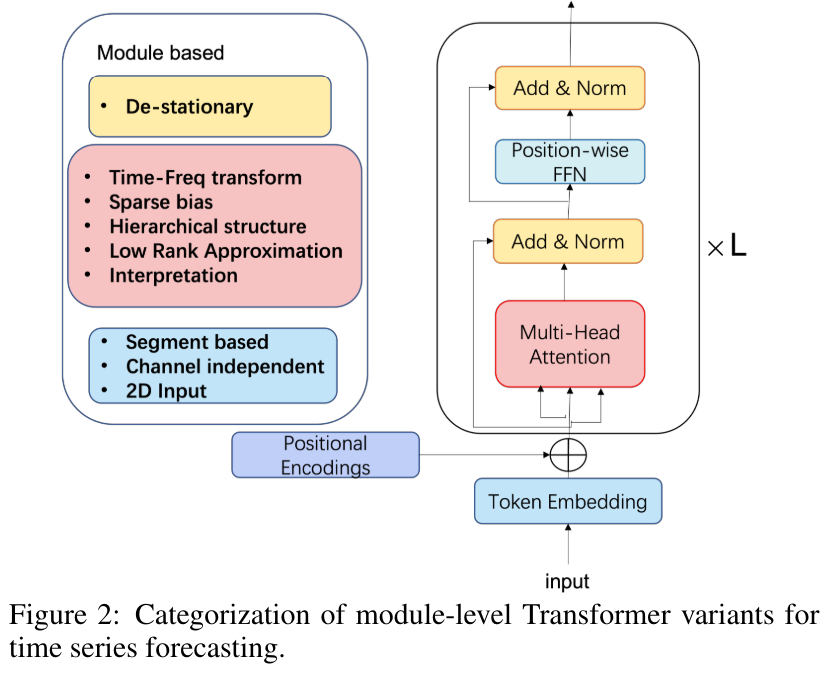 Module based
• De-stationary
• Time-Freq transform
• Sparse bias
• Hierarchical structure
• Low Rank Approximation
• Interpretation
• Segment based
• Channel independent
• 2D Input
Add & Norm
Position-wise
FFN
Add & Norm
×L
Multi-Head
Attention
Positional
Encodings
Token Embedding
input
Figure 2: Categorization of module-level Transformer variants for
time series forecasting.